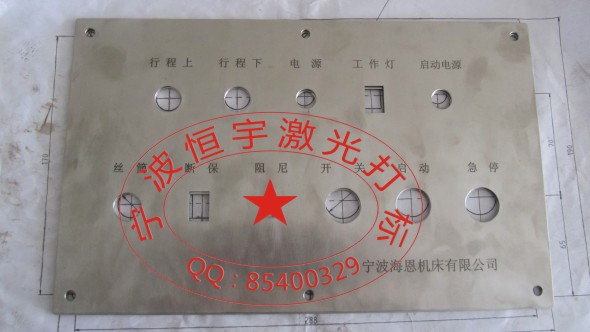 行程上 行程下 电源 工作灯 启动电源
丝筒 断保 阻尼 开关 启动 急停
宁波恒宇激光打标
QQ:85400329
宁波海恩机床有限公司